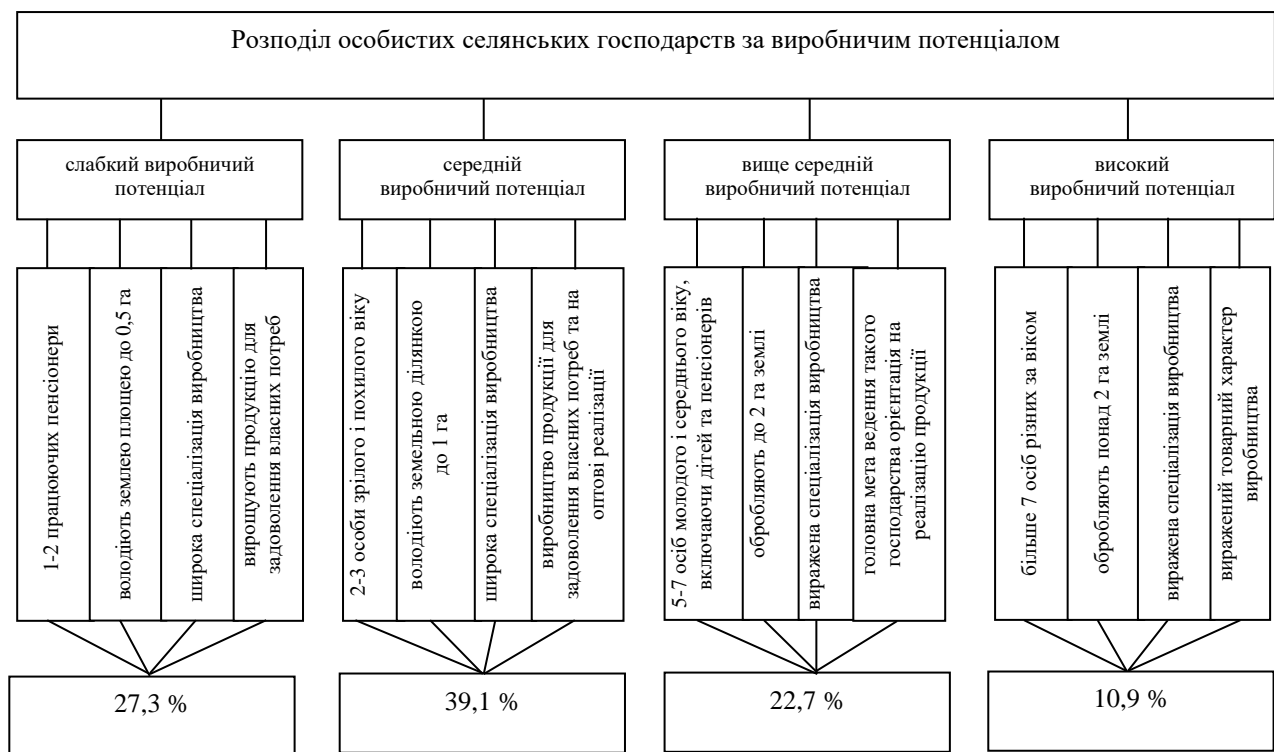 Розподіл особистих селянських господарств за виробничим потенціалом
слабкий виробничий
потенціал
середній
виробничий потенціал
вище середній
виробничий потенціал
високий
виробничий потенціал
1-2 працюючих пенсіонери
володіють землею площею до 0,5 га
широка спеціалізація виробництва
вирощують продукцію для
задоволення власних потреб
2-3 особи зрілого і похилого віку
володіють земельною ділянкою
до 1 га
широка спеціалізація виробництва
виробництво продукції для
задоволення власних потреб та на
оптові реалізації
5-7 осіб молодого і середнього віку,
включаючи дітей та пенсіонерів
обробляють до 2 га землі
виражена спеціалізація виробництва
головна мета ведення такого
господарства орієнтація на
реалізацію продукції
більше 7 осіб різних за віком
обробляють понад 2 га землі
виражена спеціалізація виробництва
виражений товарний характер
виробництва
27,3 %
39,1 %
22,7 %
10,9 %